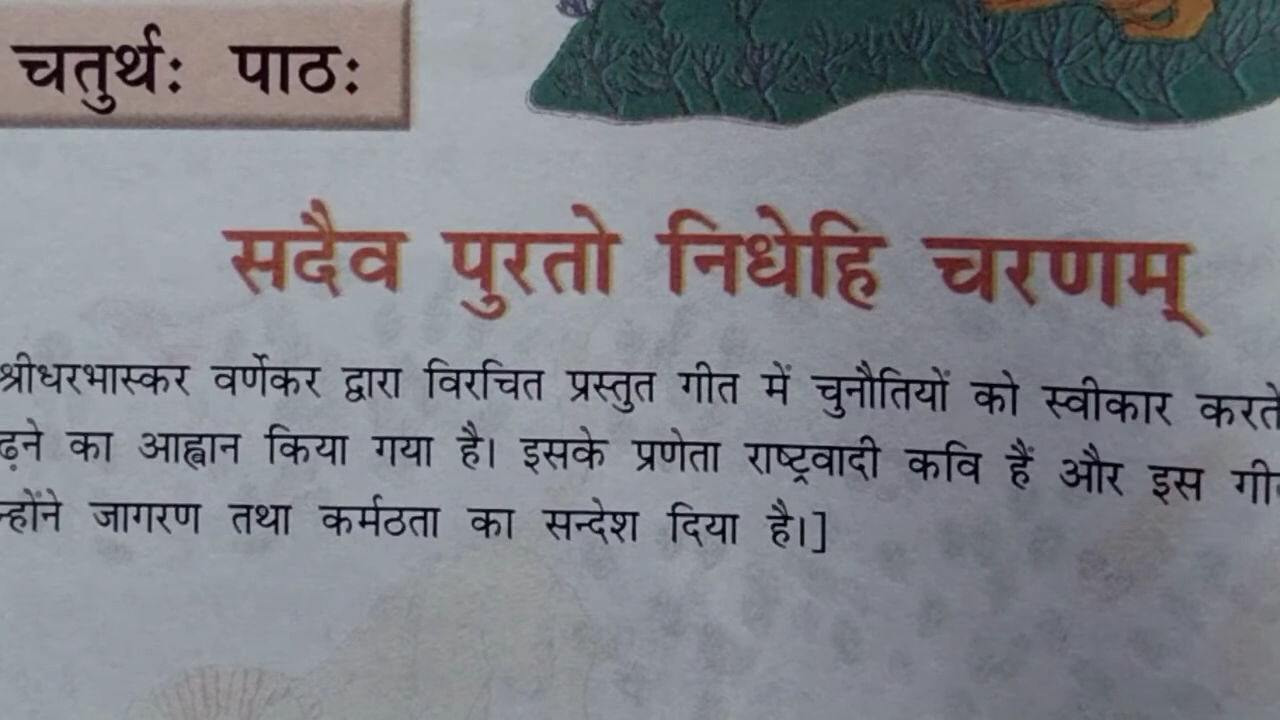 चतुर्थः पाठः
सदैव पुरतो निधेहि चरणम्
श्रीधरभास्कर वर्णेकर द्वारा विरचित प्रस्तुत गीत में चुनौतियों को स्वीकार करते
का आह्वान किया गया है। इसके प्रणेता राष्ट्रवादी कवि हैं और इस
जागरण तथा कर्मठता का सन्देश दिया है।]